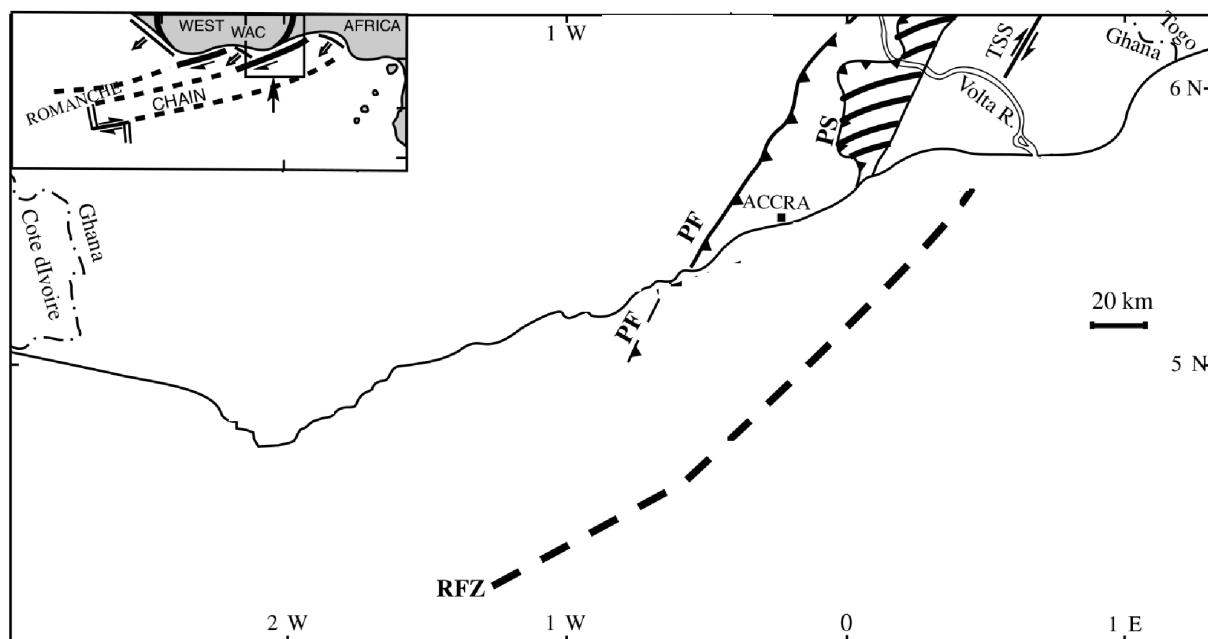 WEST
WAC
AFRICA
ROMANCHE
CHAIN
1 W
TSS
Togo
Ghana
6 N
Volta R.
PS
ACCRA
PF
Ghana
Cote dIvoire
PF
20 km
5 N
RFZ
2 W
1 W
0
1 E